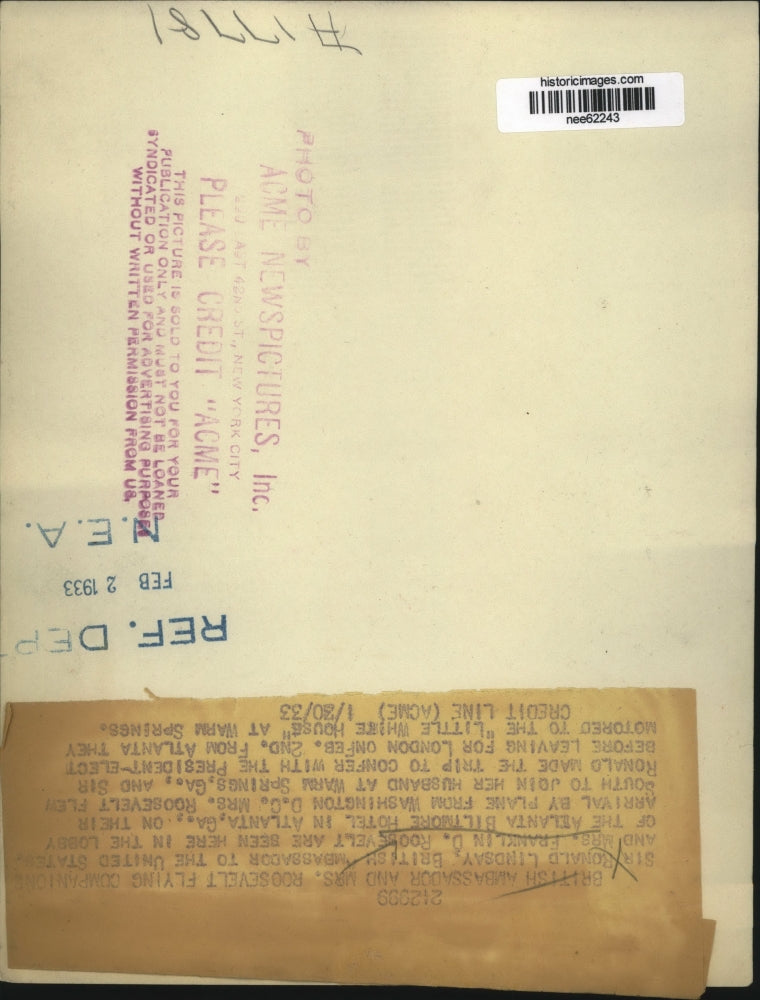 #17781
historicimages.com
nee62243
PHOTO BY
ACME NEWSPICTURES, Inc.
ST., NEW YORK CITY
PLEASE CREDIT "ACME"
THIS PICTURE IS SOLD TO YOU FOR YOUR
PUBLICATION ONLY AND MUST NOT BE LOANED
SYNDICATED OR USED FOR ADVERTISING PURPOSES
WITHOUT WRITTEN PERMISSION FROM US.
N.E.A.
FEB 2 1933
REF. DEP
212999
BRITISH AMBASSADOR AND MRS. ROOSEVELT FLYING COMPANIONS
SIR RONALD LINDSAY, BRITISH AMBASSADOR TO THE UNITED STATES
AND MRS. FRANKLIN D. ROOSEVELT ARE SEEN HERE IN THE LOBBY
OF THE ATLANTA BILTMORE HOTEL IN ATLANTA,GA., ON THEIR
ARRIVAL BY PLANE FROM WASHINGTON D.C. MRS. ROOSEVELT FLEW
SOUTH TO JOIN HER HUSBAND AT WARM SPRINGS,GA., AND SIR
RONALD MADE THE TRIP TO CONFER WITH THE PRESIDENT-ELECT
BEFORE LEAVING FOR LONDON ON FEB. 2ND. FROM ATLANTA THEY
MOTORED TO THE "LITTLE WHITE HOUSE" AT WARM SPRINGS.
CREDIT LINE (ACME) 1/30/33